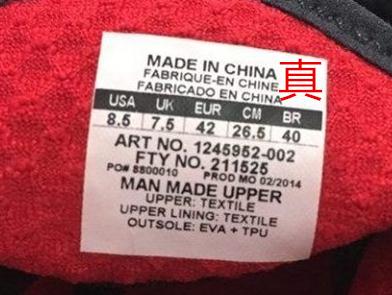 MADE IN CHINA
FABRIQUE-EN CHINE
FABRICADO EN CHINA
真
USA UK EUR CM BR
8.5 7.5 42 26.5 40
ART NO. 1245952-002
FTY NO. 211525
PO# 8800010 PROD MO 02/2014
MAN MADE UPPER
UPPER: TEXTILE
UPPER LINING: TEXTILE
OUTSOLE: EVA + TPU